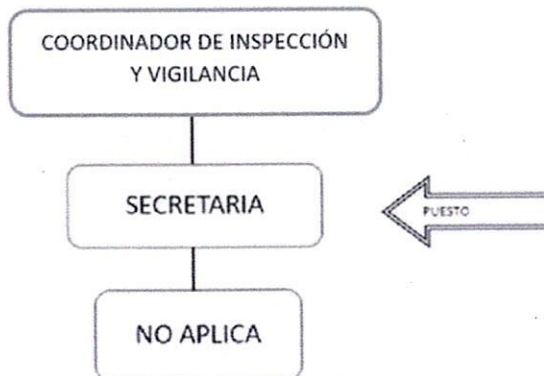 COORDINADOR DE INSPECCIÓN
Y VIGILANCIA
SECRETARIA
PUESTO
NO APLICA